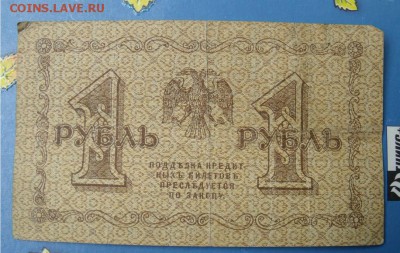 COINS.LAVE.RU
1 1
РУБЛЬ РУБЛЬ
ПОДДѢЛКА КРЕДИТ
НЫХЪ БИЛЕТОВЪ
ПРЕСЛѢДУЕТСЯ
ПО ЗАКОНУ.